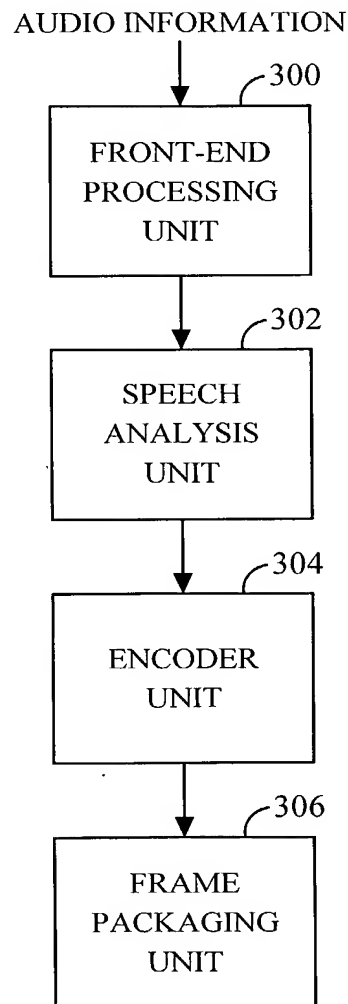 AUDIO INFORMATION
300
FRONT-END
PROCESSING
UNIT
302
SPEECH
ANALYSIS
UNIT
304
ENCODER
UNIT
306
FRAME
PACKAGING
UNIT